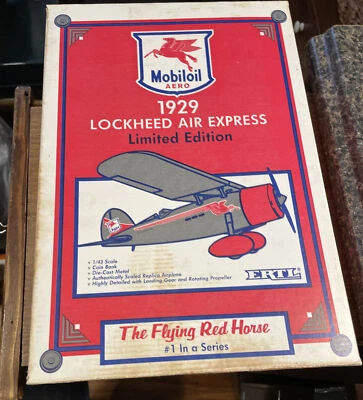 Mobiloil
AERO
1929
LOCKHEED AIR EXPRESS
Limited Edition
• 1/43 Scale
• Coin Bank
• Die-Cast Metal
• Authentically Scaled Replica Airplane
• Highly Detailed with Landing Gear and Rotating Propeller
ERTL
The Flying Red Horse
#1 In a Series